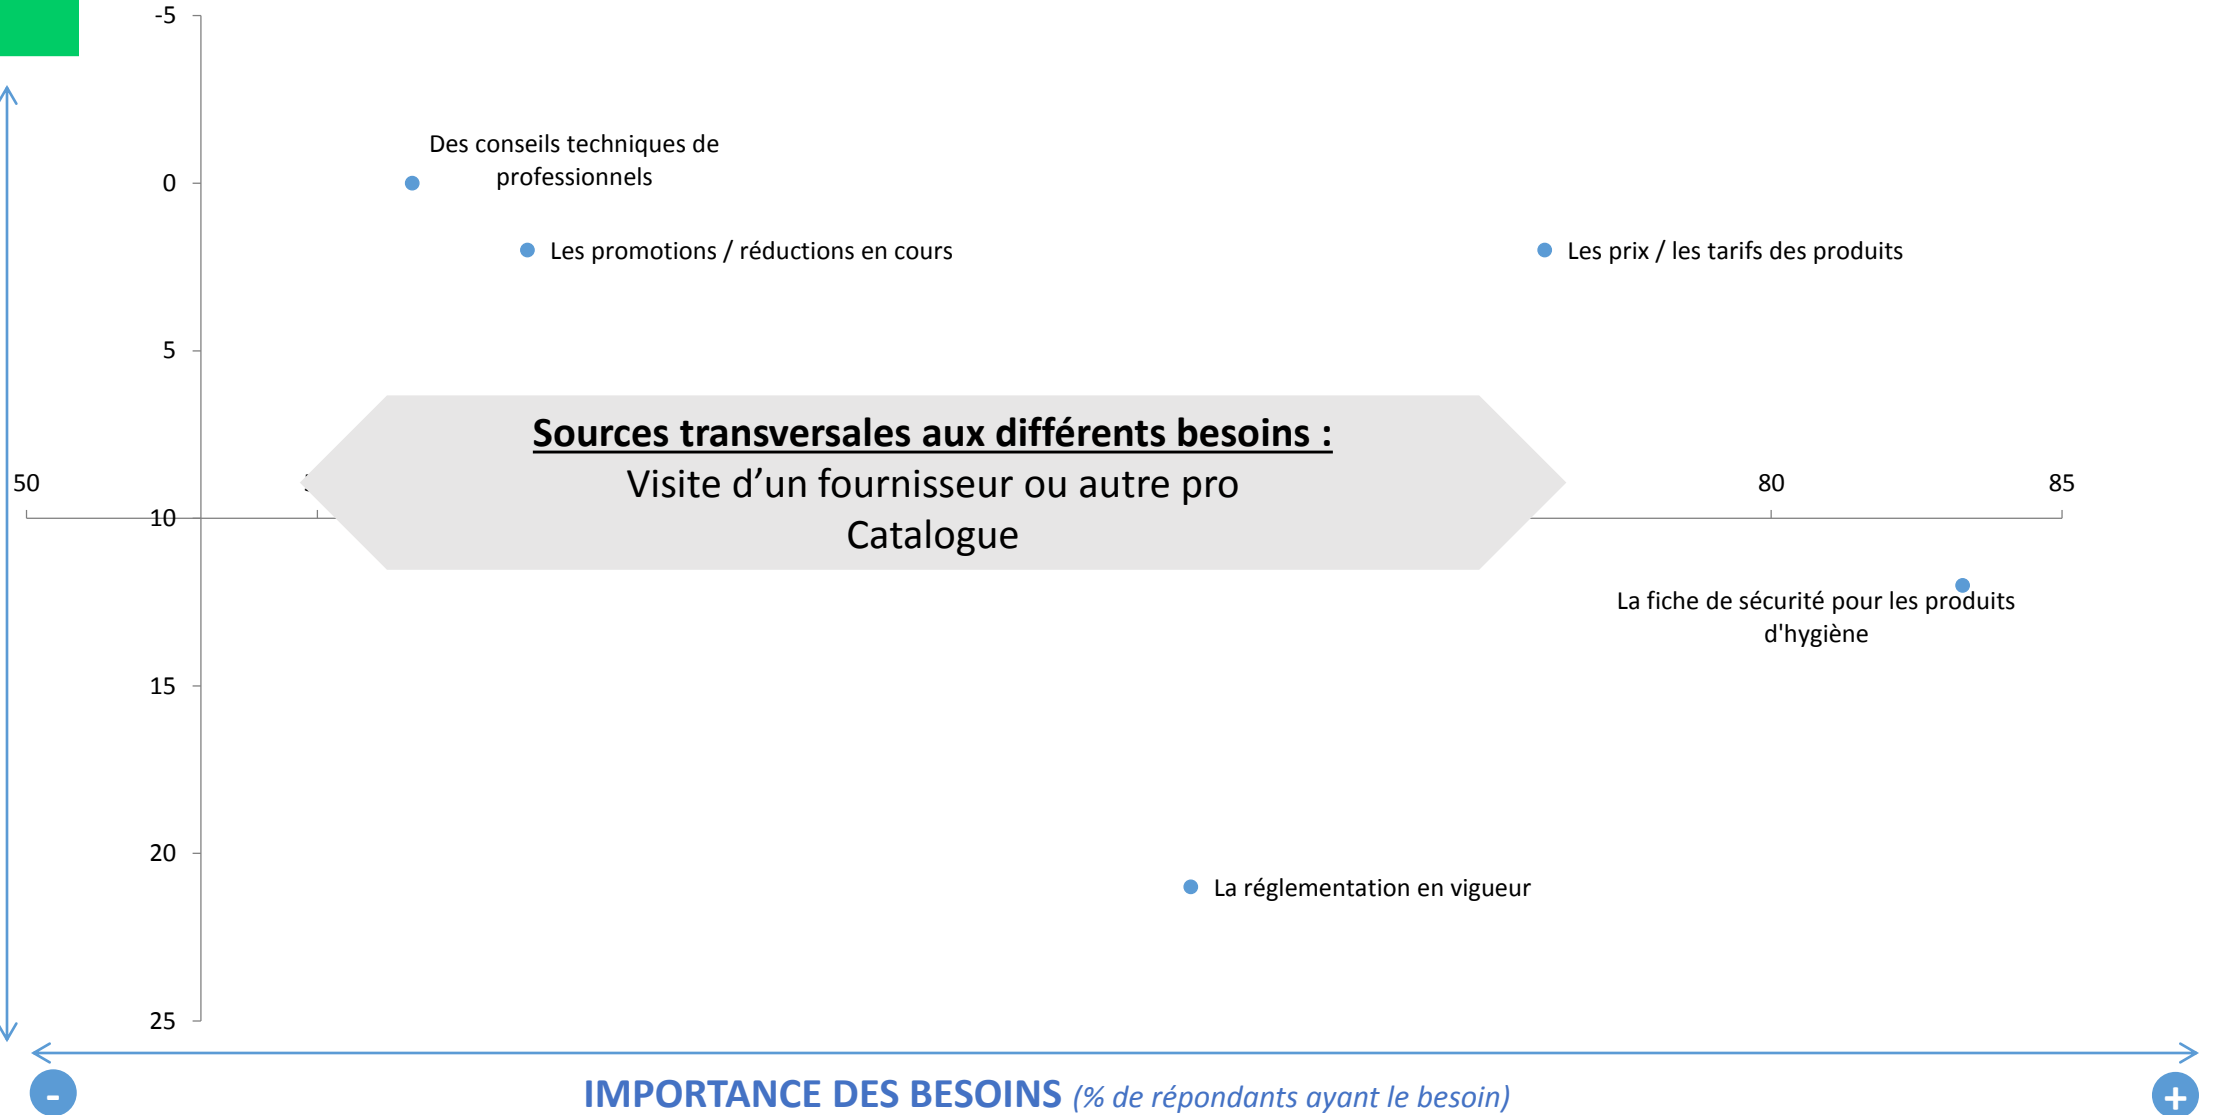 -5
Des conseils techniques de
professionnels
0
Les promotions / réductions en cours
Les prix / les tarifs des produits
5
Sources transversales aux différents besoins :
Visite d'un fournisseur ou autre pro
Catalogue
50
80
85
10
La fiche de sécurité pour les produits
d'hygiène
15
20
La réglementation en vigueur
25
-
IMPORTANCE DES BESOINS (% de répondants ayant le besoin)
+